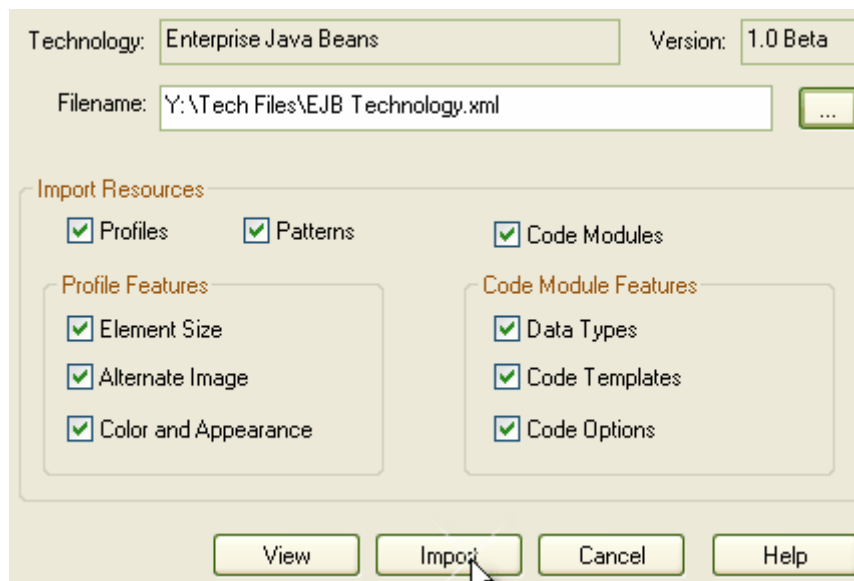 Technology: Enterprise Java Beans Version: 1.0 Beta
Filename: Y:\Tech Files\EJB Technology.xml ...
Import Resources
Profiles Patterns Code Modules
Profile Features Code Module Features
Element Size Data Types
Alternate Image Code Templates
Color and Appearance Code Options
View Import Cancel Help